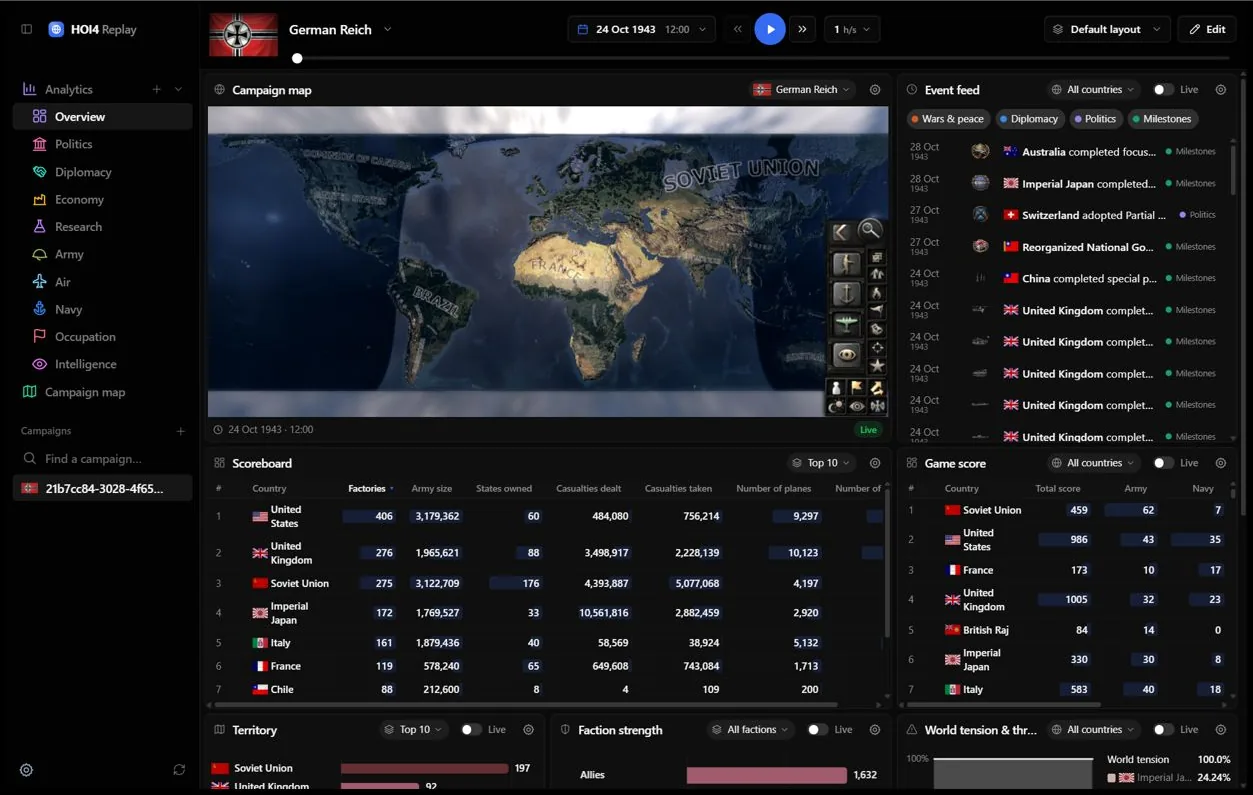 HOI4 Replay
German Reich
24 Oct 1943 12:00
1 h/s
Default layout
Edit
Analytics
Overview
Politics
Diplomacy
Economy
Research
Army
Air
Navy
Occupation
Intelligence
Campaign map
Campaigns
Find a campaign...
21b7cc84-3028-4f65...
Campaign map
German Reich
DOMINION OF CANADA
UNITED STATES
SOVIET UNION
FRANCE
BRAZIL
24 Oct 1943 · 12:00
Live
Event feed
All countries
Live
Wars & peace
Diplomacy
Politics
Milestones
28 Oct 1943 Australia completed focus... Milestones
28 Oct 1943 Imperial Japan completed... Milestones
27 Oct 1943 Switzerland adopted Partial ... Politics
27 Oct 1943 Reorganized National Go... Milestones
24 Oct 1943 China completed special p... Milestones
24 Oct 1943 United Kingdom complet... Milestones
24 Oct 1943 United Kingdom complet... Milestones
24 Oct 1943 United Kingdom complet... Milestones
24 Oct 1943 United Kingdom complet... Milestones
24 Oct United Kingdom complet... Milestones
Scoreboard
Top 10
# Country Factories Army size States owned Casualties dealt Casualties taken Number of planes Number of
1 United States 406 3,179,362 60 484,080 756,214 9,297
2 United Kingdom 276 1,965,621 88 3,498,917 2,228,139 10,123
3 Soviet Union 275 3,122,709 176 4,393,887 5,077,068 4,197
4 Imperial Japan 172 1,769,527 33 10,561,816 2,882,459 2,920
5 Italy 161 1,879,436 40 58,569 38,924 5,132
6 France 119 578,240 65 649,608 743,084 1,713
7 Chile 88 212,600 8 4 109 200
Game score
All countries
Live
# Country Total score Army Navy
1 Soviet Union 459 62 7
2 United States 986 43 35
3 France 173 10 17
4 United Kingdom 1005 32 23
5 British Raj 84 14 0
6 Imperial Japan 330 30 8
7 Italy 583 40 18
Territory
Top 10
Live
Soviet Union 197
United Kingdom 92
Faction strength
All factions
Live
Allies 1,632
World tension & thr...
All countries
Live
100%
World tension 100.0%
Imperial Ja... 24.24%